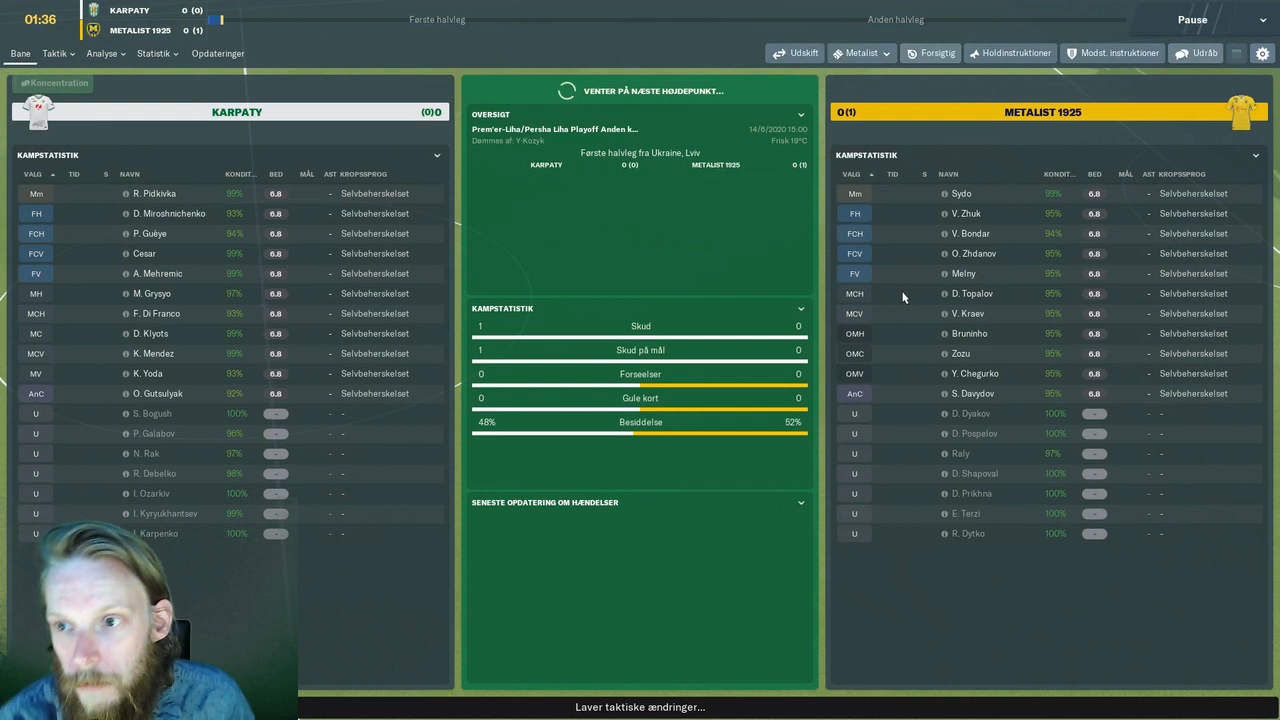 01:36
KARPATY 0 (0)
METALIST 1925 0 (1)
Første halvleg
Anden halvleg
Pause
Bane Taktik Analyse Statistik Opdateringer
Udskift Metalist Forsigtig Holdinstruktioner Modst. instruktioner Udråb
Koncentration
KARPATY (0)0
KAMPSTATISTIK
VALG TID S NAVN KONDIT... BED MÅL AST KROPSSPROG
Mm R. Pidkivka 99% 6.8 - Selvbeherskelset
FH D. Miroshnichenko 93% 6.8 - Selvbeherskelset
FCH P. Guèye 94% 6.8 - Selvbeherskelset
FCV Cesar 99% 6.8 - Selvbeherskelset
FV A. Mehremic 99% 6.8 - Selvbeherskelset
MH M. Grysyo 97% 6.8 - Selvbeherskelset
MCH F. Di Franco 93% 6.8 - Selvbeherskelset
MC D. Klyots 99% 6.8 - Selvbeherskelset
MCV K. Mendez 99% 6.8 - Selvbeherskelset
MV K. Yoda 93% 6.8 - Selvbeherskelset
AnC O. Gutsulyak 92% 6.8 - Selvbeherskelset
U S. Bogush 100% - - -
U P. Galabov 96% - - -
U N. Rak 97% - - -
U R. Debelko 98% - - -
U I. Ozarkiv 100% - - -
U I. Kyryukhantsev 99% - - -
U Karpenko 100% - - -
VENTER PÅ NÆSTE HØJDEPUNKT...
OVERSIGT
Prem'er-Liha/Persha Liha Playoff Anden k... 14/6/2020 15:00
Dømmes af: Y Kozyk Frisk 19°C
Første halvleg fra Ukraine, Lviv
KARPATY 0 (0) METALIST 1925 0 (1)
KAMPSTATISTIK
1 Skud 0
1 Skud på mål 0
0 Forseelser 0
0 Gule kort 0
48% Besiddelse 52%
SENESTE OPDATERING OM HÆNDELSER
0 (1) METALIST 1925
KAMPSTATISTIK
VALG TID S NAVN KONDIT... BED MÅL AST KROPSSPROG
Mm Sydo 99% 6.8 - Selvbeherskelset
FH V. Zhuk 95% 6.8 - Selvbeherskelset
FCH V. Bondar 94% 6.8 - Selvbeherskelset
FCV O. Zhdanov 95% 6.8 - Selvbeherskelset
FV Melny 95% 6.8 - Selvbeherskelset
MCH D. Topalov 95% 6.8 - Selvbeherskelset
MCV V. Kraev 95% 6.8 - Selvbeherskelset
OMH Bruninho 95% 6.8 - Selvbeherskelset
OMC Zozu 95% 6.8 - Selvbeherskelset
OMV Y. Chegurko 95% 6.8 - Selvbeherskelset
AnC S. Davydov 95% 6.8 - Selvbeherskelset
U D. Dyakov 100% - - -
U D. Pospelov 100% - - -
U Raly 97% - - -
U D. Shapoval 100% - - -
U D. Prikhna 100% - - -
U E. Terzi 100% - - -
U R. Dytko 100% - - -
Laver taktiske ændringer...